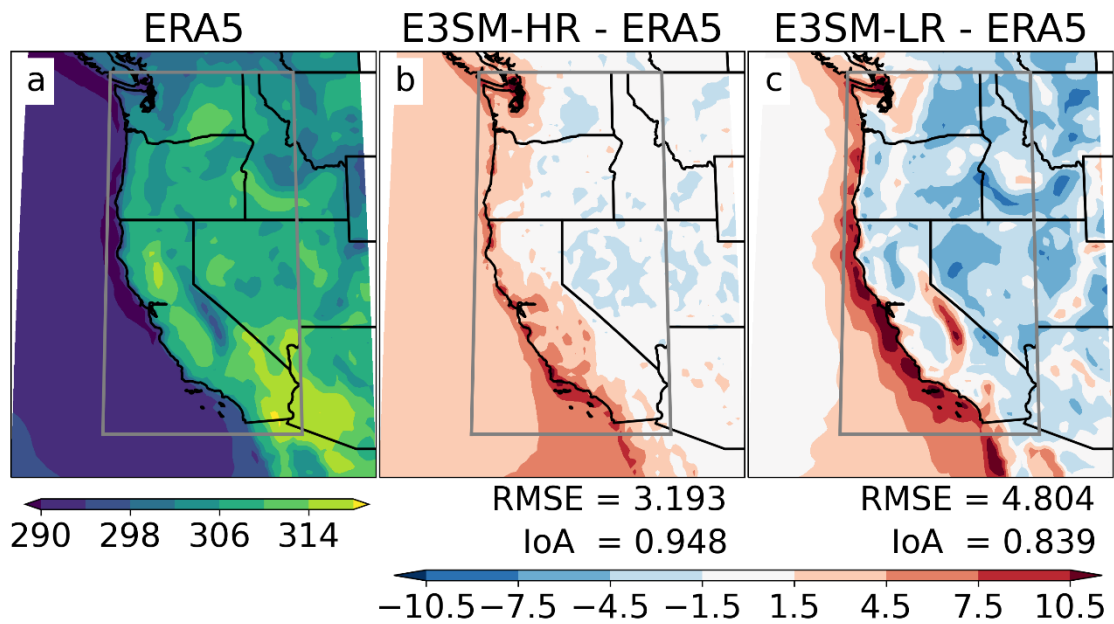 ERA5 E3SM-HR - ERA5 E3SM-LR - ERA5
a b c
290 298 306 314
RMSE = 3.193 RMSE = 4.804
IoA = 0.948 IoA = 0.839
−10.5 −7.5 −4.5 −1.5 1.5 4.5 7.5 10.5